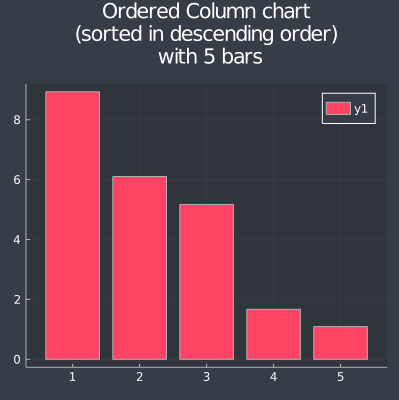 Ordered Column chart
(sorted in descending order)
with 5 bars
y1
8
6
4
2
0
1 2 3 4 5